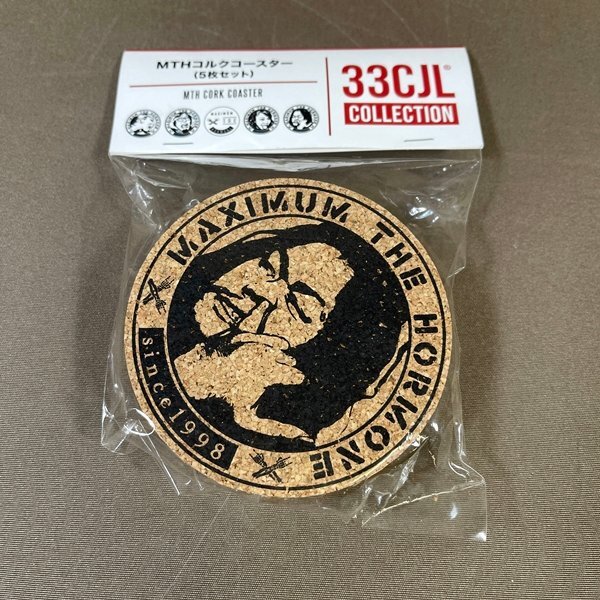 MTHコルクコースター
(5枚セット)
MTH CORK COASTER
33CJL®
COLLECTION
MAXIMUM THE HORMONE
since1998